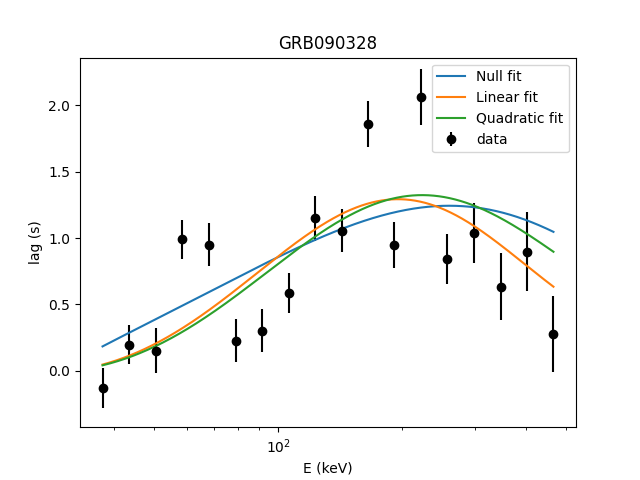 GRB090328
Null fit
Linear fit
Quadratic fit
data
lag (s)
2.0
1.5
1.0
0.5
0.0
10²
E (keV)